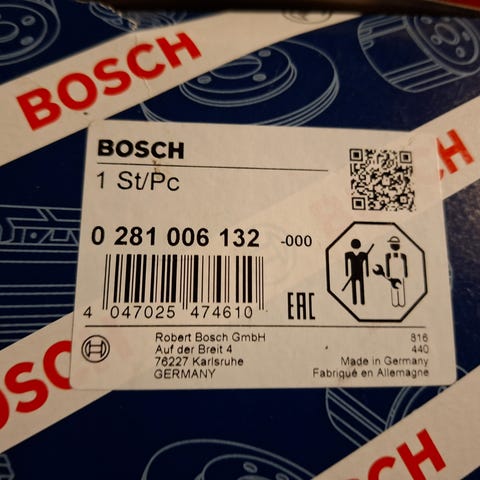 BOSCH
BOSCH
BOSCH
1 St/Pc
0 281 006 132 -000
4 047025 474610
EAC
Robert Bosch GmbH
Auf der Breit 4
76227 Karlsruhe
GERMANY
816
440
Made in Germany
Fabriqué en Allemagne
OSCH
BOSCH